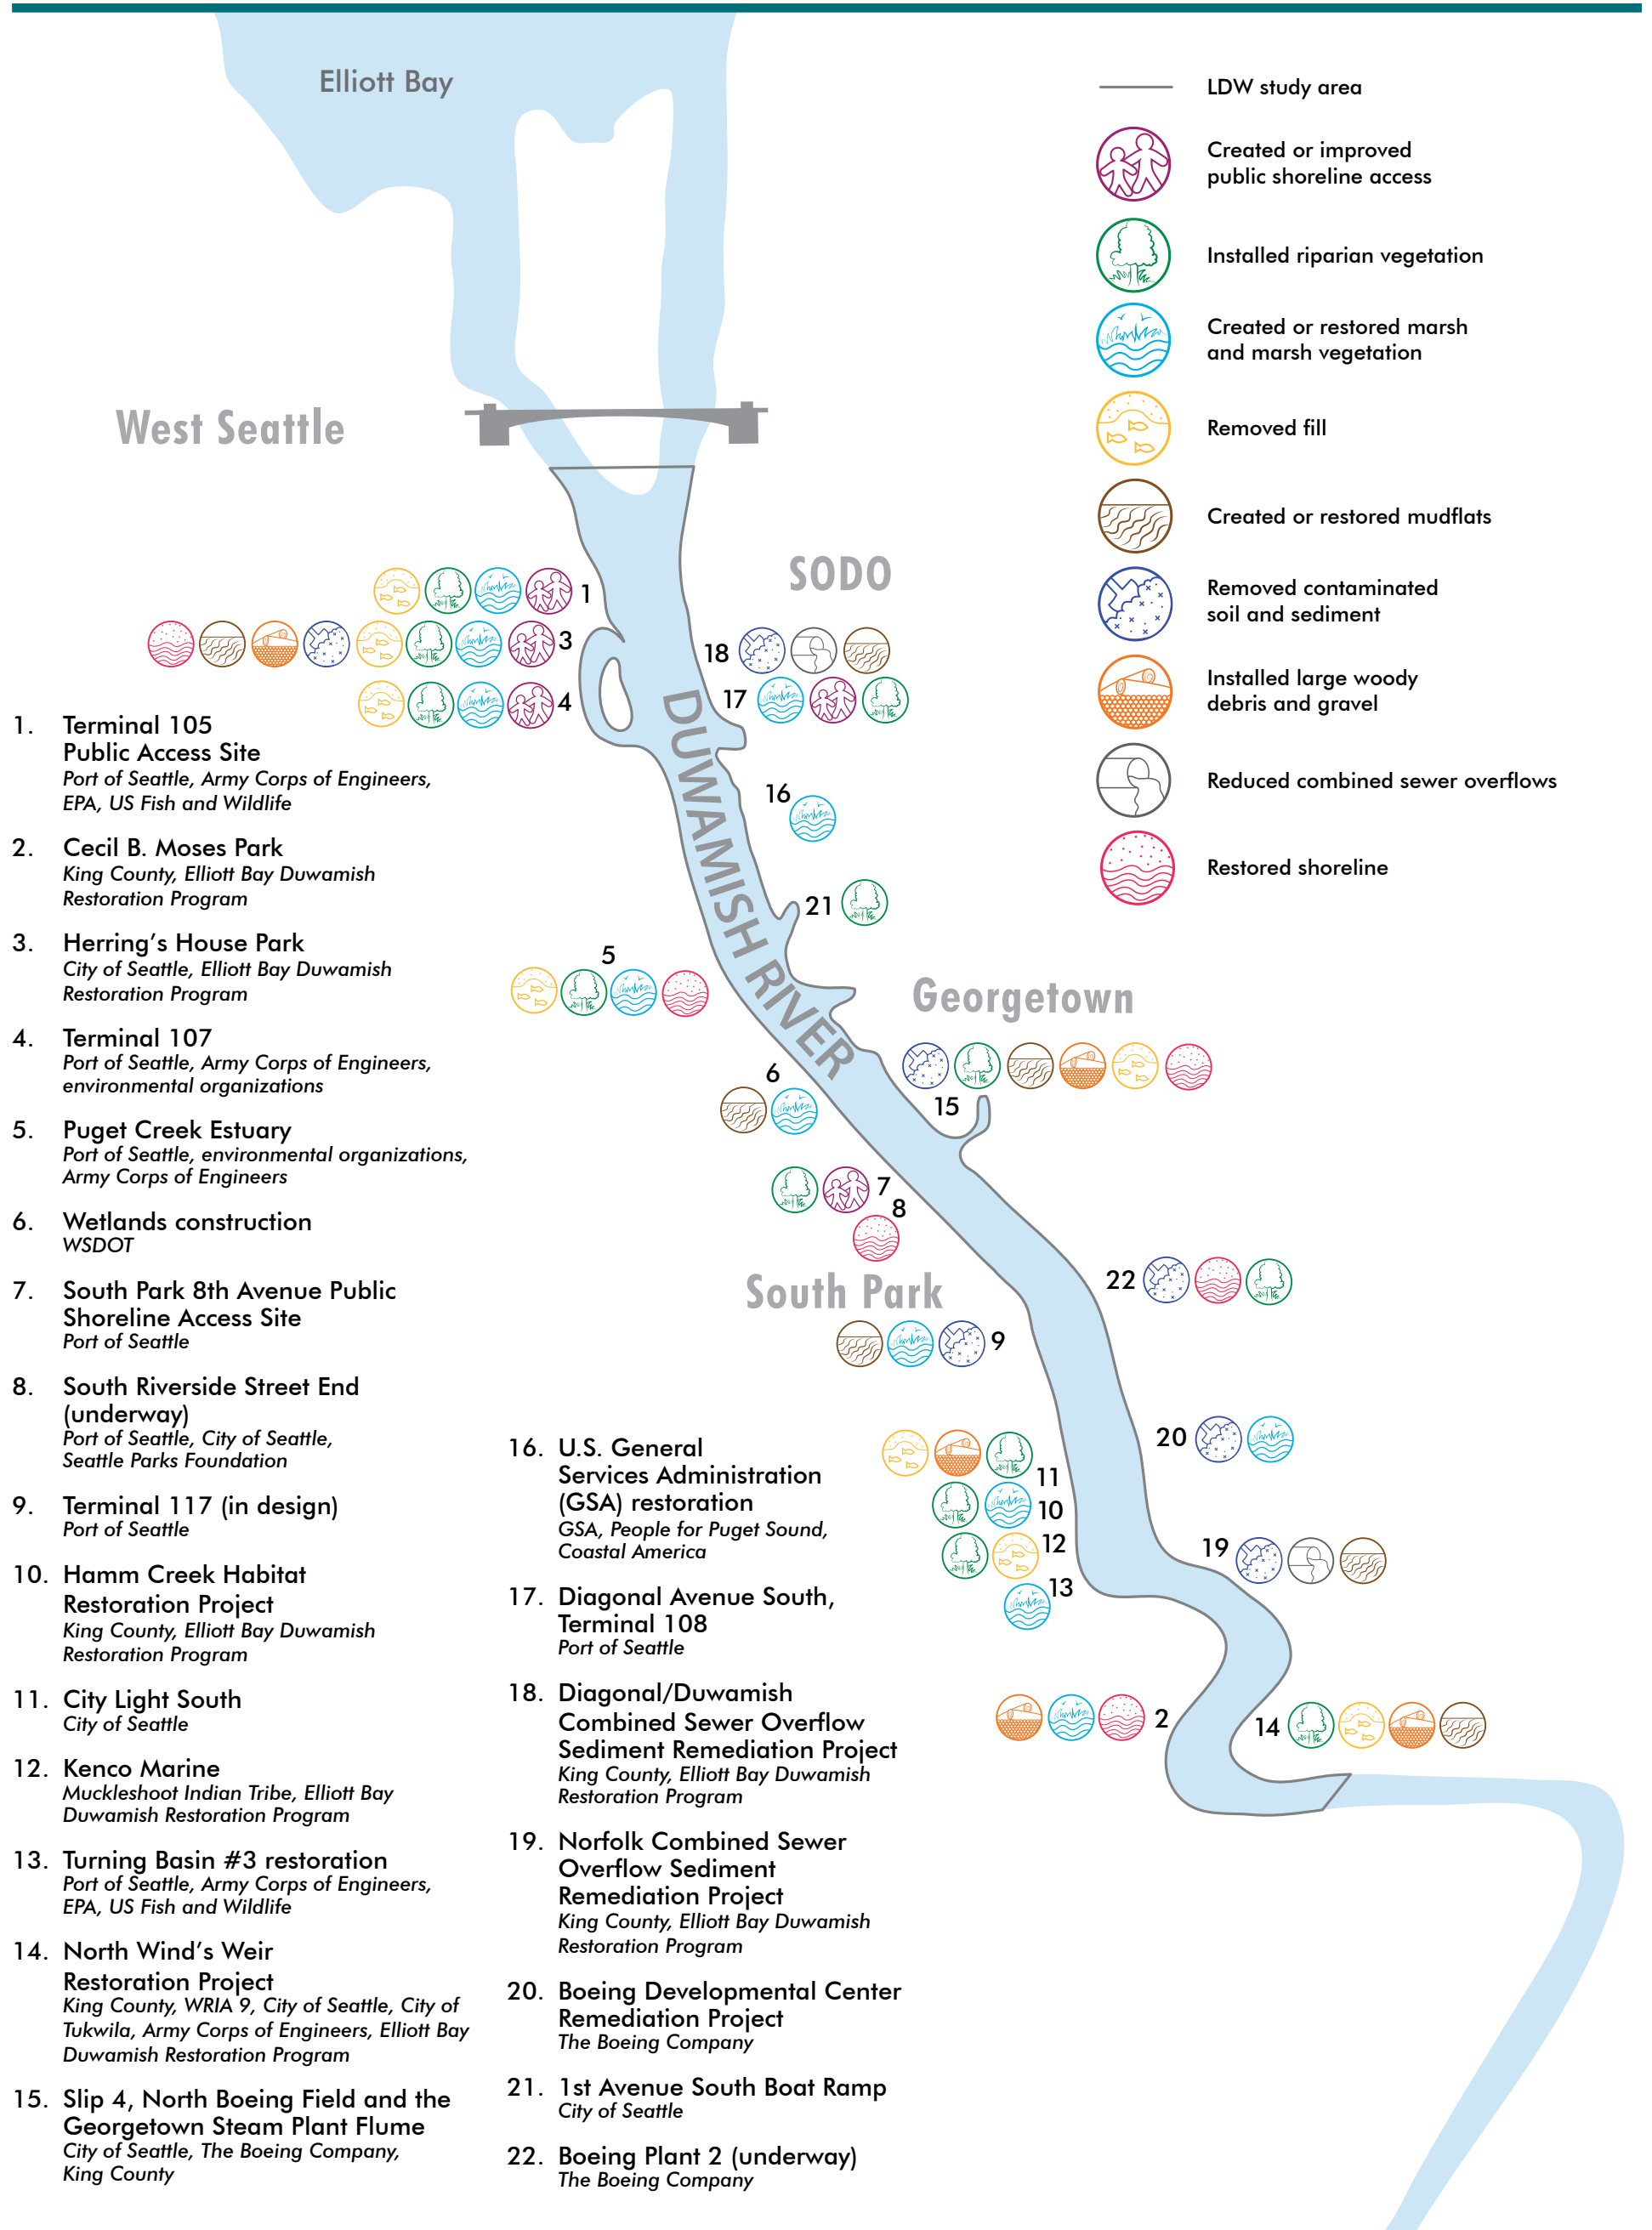 Elliott Bay
LDW study area
Created or improved
public shoreline access
Installed riparian vegetation
Created or restored marsh
and marsh vegetation
Removed fill
Created or restored mudflats
Removed contaminated
soil and sediment
Installed large woody
debris and gravel
Reduced combined sewer overflows
Restored shoreline
West Seattle
SODO
1
3
4
18
17
16
21
DUWAMISH RIVER
5
Georgetown
6
15
7
8
South Park
22
9
20
11
10
12
13
19
2
14
1. Terminal 105
Public Access Site
Port of Seattle, Army Corps of Engineers,
EPA, US Fish and Wildlife
2. Cecil B. Moses Park
King County, Elliott Bay Duwamish
Restoration Program
3. Herring’s House Park
City of Seattle, Elliott Bay Duwamish
Restoration Program
4. Terminal 107
Port of Seattle, Army Corps of Engineers,
environmental organizations
5. Puget Creek Estuary
Port of Seattle, environmental organizations,
Army Corps of Engineers
6. Wetlands construction
WSDOT
7. South Park 8th Avenue Public
Shoreline Access Site
Port of Seattle
8. South Riverside Street End
(underway)
Port of Seattle, City of Seattle,
Seattle Parks Foundation
9. Terminal 117 (in design)
Port of Seattle
10. Hamm Creek Habitat
Restoration Project
King County, Elliott Bay Duwamish
Restoration Program
11. City Light South
City of Seattle
12. Kenco Marine
Muckleshoot Indian Tribe, Elliott Bay
Duwamish Restoration Program
13. Turning Basin #3 restoration
Port of Seattle, Army Corps of Engineers,
EPA, US Fish and Wildlife
14. North Wind’s Weir
Restoration Project
King County, WRIA 9, City of Seattle, City of
Tukwila, Army Corps of Engineers, Elliott Bay
Duwamish Restoration Program
15. Slip 4, North Boeing Field and the
Georgetown Steam Plant Flume
City of Seattle, The Boeing Company,
King County
16. U.S. General
Services Administration
(GSA) restoration
GSA, People for Puget Sound,
Coastal America
17. Diagonal Avenue South,
Terminal 108
Port of Seattle
18. Diagonal/Duwamish
Combined Sewer Overflow
Sediment Remediation Project
King County, Elliott Bay Duwamish
Restoration Program
19. Norfolk Combined Sewer
Overflow Sediment
Remediation Project
King County, Elliott Bay Duwamish
Restoration Program
20. Boeing Developmental Center
Remediation Project
The Boeing Company
21. 1st Avenue South Boat Ramp
City of Seattle
22. Boeing Plant 2 (underway)
The Boeing Company